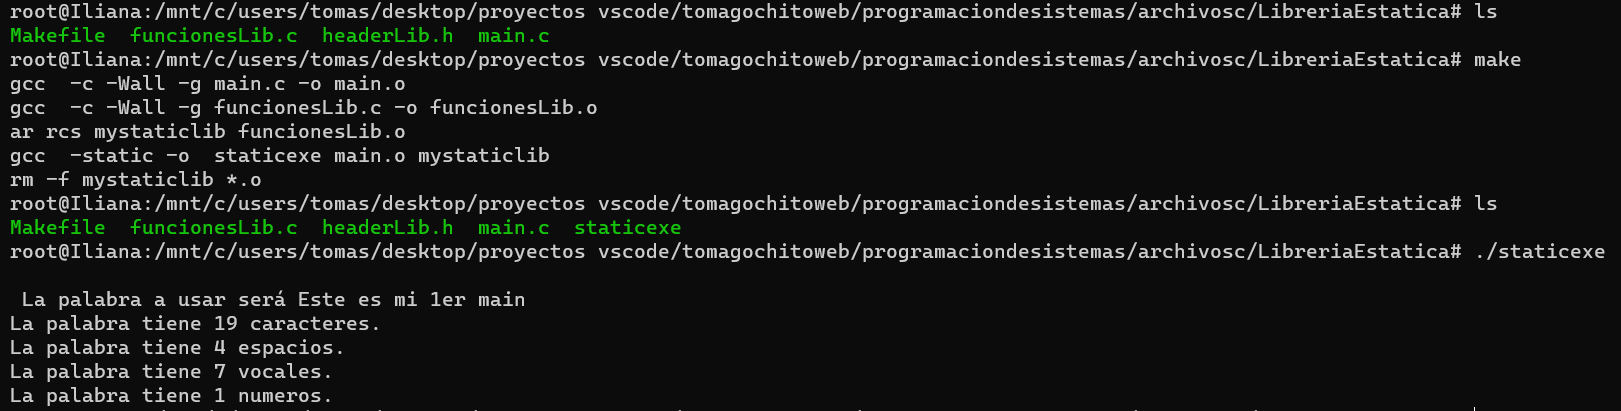 root@Iliana:/mnt/c/users/tomas/desktop/proyectos vscode/tomagochitoweb/programaciondesistemas/archivosc/LibreriaEstatica# ls
Makefile  funcionesLib.c  headerLib.h  main.c
root@Iliana:/mnt/c/users/tomas/desktop/proyectos vscode/tomagochitoweb/programaciondesistemas/archivosc/LibreriaEstatica# make
gcc  -c -Wall -g main.c -o main.o
gcc  -c -Wall -g funcionesLib.c -o funcionesLib.o
ar rcs mystaticlib funcionesLib.o
gcc  -static -o  staticexe main.o mystaticlib
rm -f mystaticlib *.o
root@Iliana:/mnt/c/users/tomas/desktop/proyectos vscode/tomagochitoweb/programaciondesistemas/archivosc/LibreriaEstatica# ls
Makefile  funcionesLib.c  headerLib.h  main.c  staticexe
root@Iliana:/mnt/c/users/tomas/desktop/proyectos vscode/tomagochitoweb/programaciondesistemas/archivosc/LibreriaEstatica# ./staticexe
 La palabra a usar será Este es mi 1er main
La palabra tiene 19 caracteres.
La palabra tiene 4 espacios.
La palabra tiene 7 vocales.
La palabra tiene 1 numeros.